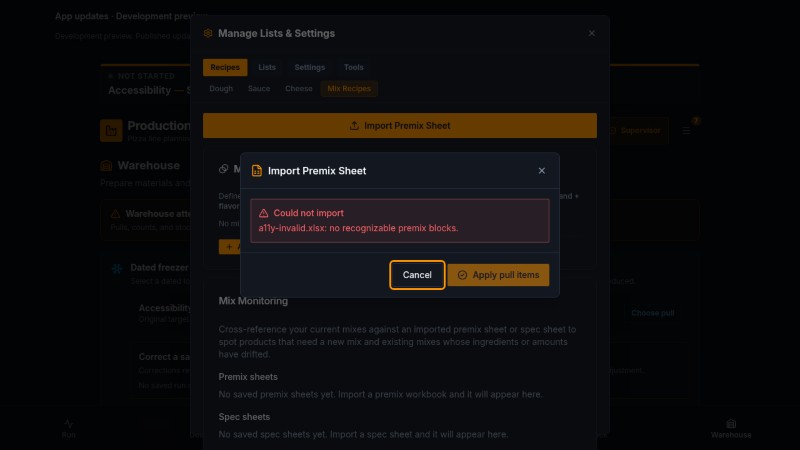 App updates · Development preview
Development preview. Published upda
Manage Lists & Settings
Recipes
Lists
Settings
Tools
NOT STARTED
Accessibility — S
Dough
Sauce
Cheese
Mix Recipes
Import Premix Sheet
Production
Supervisor
Warehouse
Prepare materials and
Import Premix Sheet
Could not import
a11y-invalid.xlsx: no recognizable premix blocks.
Cancel
Apply pull items
Warehouse atte
Dated freezer
Select a dated
Accessibility
Original target
Choose pull
Correct a sa
Mix Monitoring
Cross-reference your current mixes against an imported premix sheet or spec sheet to
spot products that need a new mix and existing mixes whose ingredients or amounts
have drifted.
Premix sheets
No saved premix sheets yet. Import a premix workbook and it will appear here.
Spec sheets
No saved spec sheets yet. Import a spec sheet and it will appear here.
Run
Warehouse